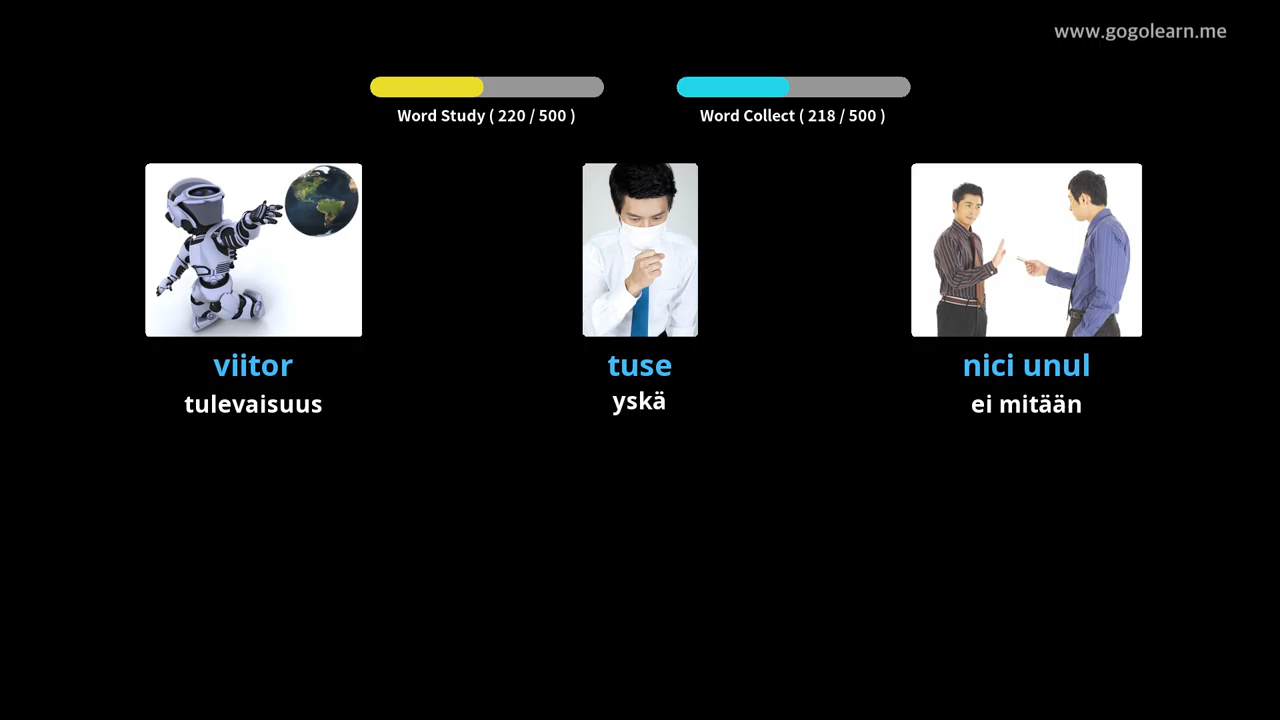 www.gogolearn.me
Word Study ( 220 / 500 )
Word Collect ( 218 / 500 )
viitor
tulevaisuus
tuse
yskä
nici unul
ei mitään